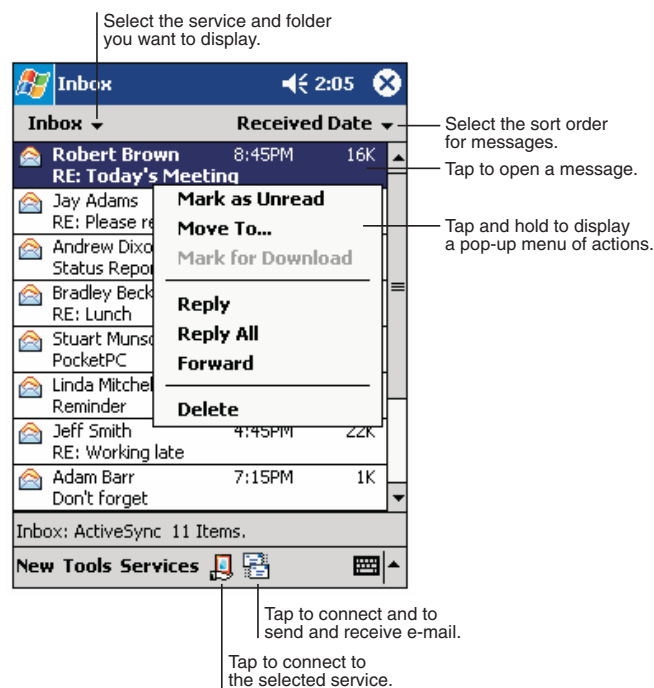 Select the service and folder
you want to display.
Inbox 2:05
Inbox Received Date
Select the sort order
for messages.
Robert Brown 8:45PM 16K
RE: Today's Meeting
Tap to open a message.
Jay Adams
RE: Please re
Mark as Unread
Move To...
Mark for Download
Reply
Reply All
Forward
Delete
Tap and hold to display
a pop-up menu of actions.
Andrew Dixo
Status Repor
Bradley Beck
RE: Lunch
Stuart Munso
PocketPC
Linda Mitchel
Reminder
Jeff Smith 4:45PM 22K
RE: Working late
Adam Barr 7:15PM 1K
Don't forget
Inbox: ActiveSync 11 Items.
New Tools Services
Tap to connect and to
send and receive e-mail.
Tap to connect to
the selected service.